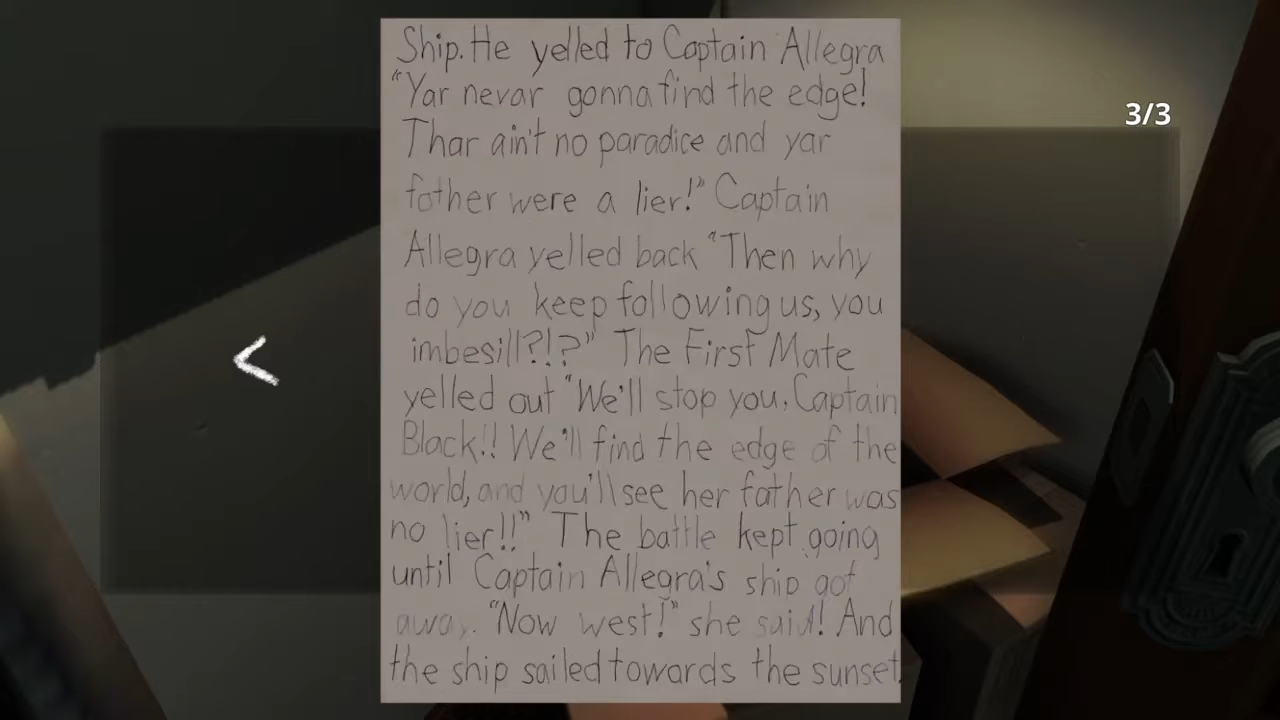 Ship. He yelled to Captain Allegra
"Yar nevar gonna find the edge!
3/3
Thar ain't no paradice and yar
father were a lier!" Captain
Allegra yelled back "Then why
do you keep following us, you
imbesill?!?" The First Mate
yelled out "We'll stop you, Captain
Black!! We'll find the edge of the
world, and you'll see her father was
no lier!!" The battle kept going
until Captain Allegra's ship got
away. "Now west!" she said! And
the ship sailed towards the sunset.